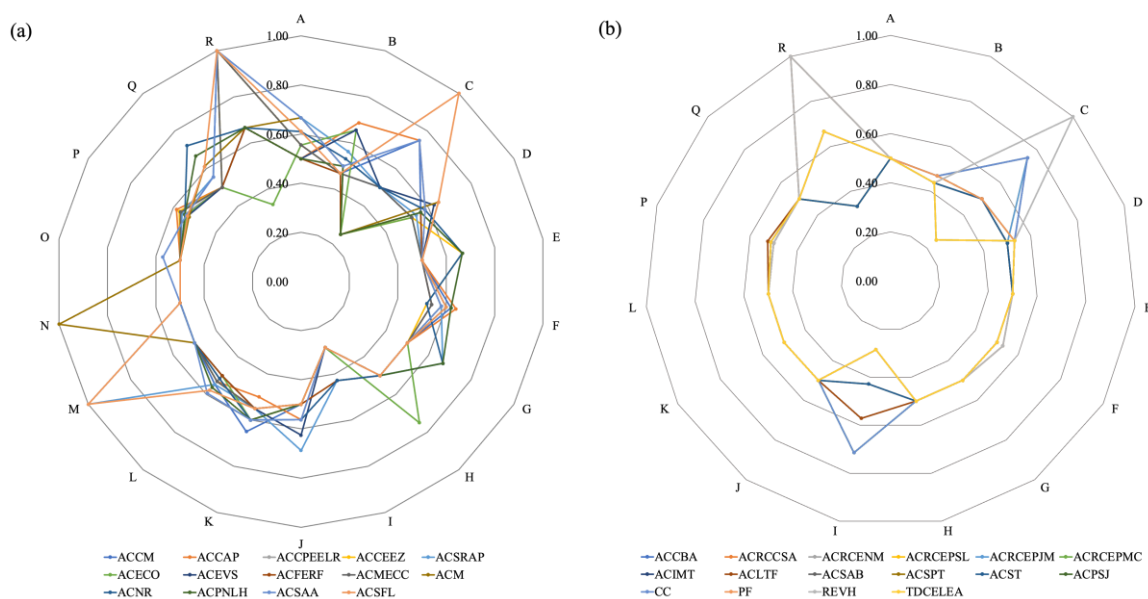 (a)
A
B
C
D
E
F
G
H
I
J
K
L
M
N
O
P
Q
R
1.00
0.80
0.60
0.40
0.20
0.00
ACCM ACCAP ACCPEELR ACCEEZ ACSRAP
ACECO ACEVS ACFERF ACMECC ACM
ACNR ACPNLH ACSAA ACSFL
(b)
A
B
C
D
E
F
G
H
I
J
K
L
P
Q
R
1.00
0.80
0.60
0.40
0.20
0.00
ACCBA ACRCCSA ACRCENM ACRCEPSL ACRCEPJM ACRCEPMC
ACIMT ACLTF ACSAB ACSPT ACST ACPSJ
CC PF REVH TDCELEA